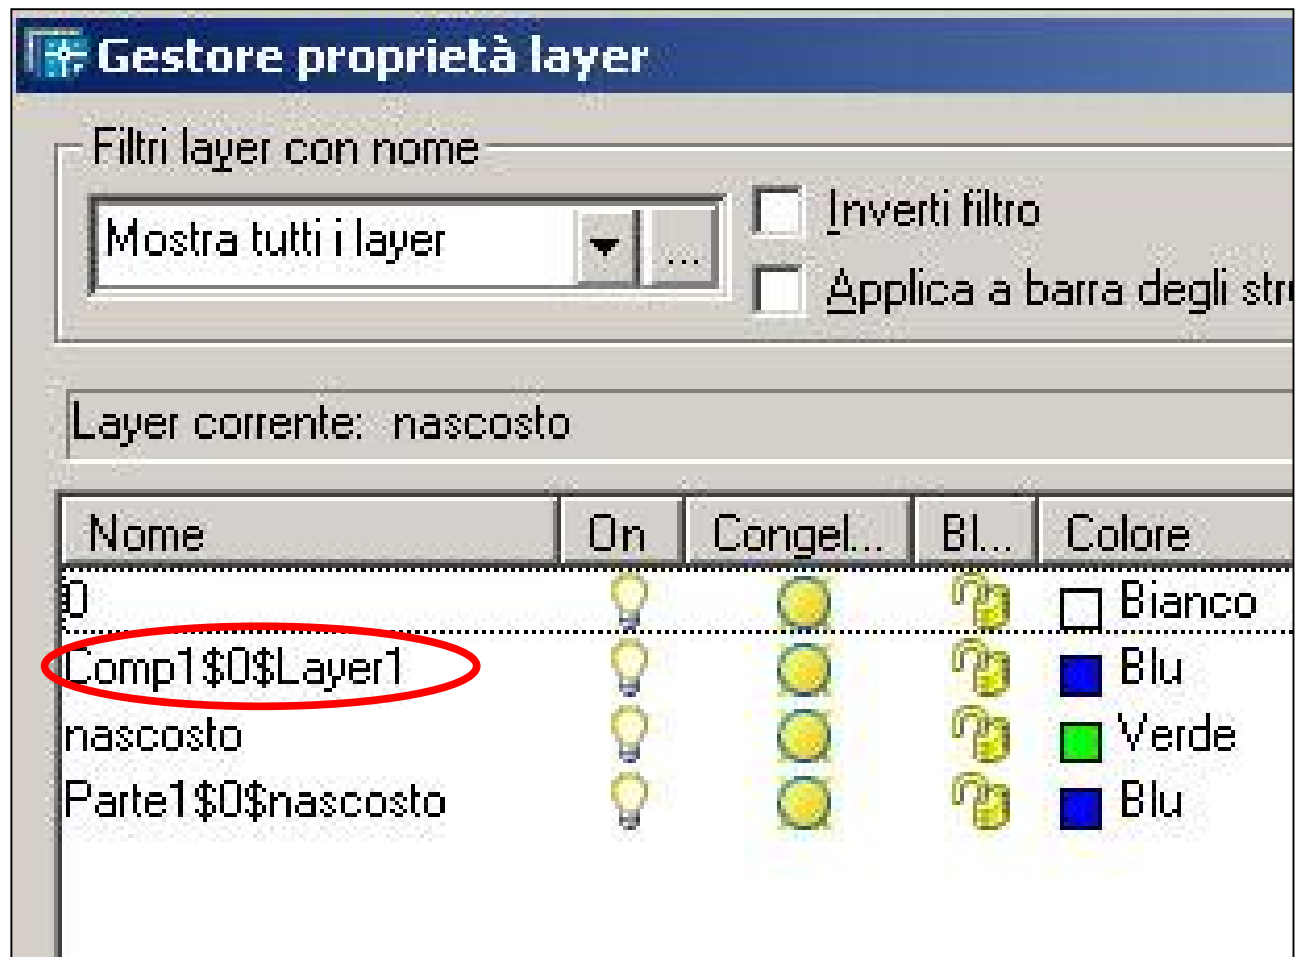 Gestore proprietà layer
Filtri layer con nome
Mostra tutti i layer ...
Inverti filtro
Applica a barra degli stru
Layer corrente: nascosto
Nome On Congel... Bl... Colore
0 Bianco
Comp1$0$Layer1 Blu
nascosto Verde
Parte1$0$nascosto Blu